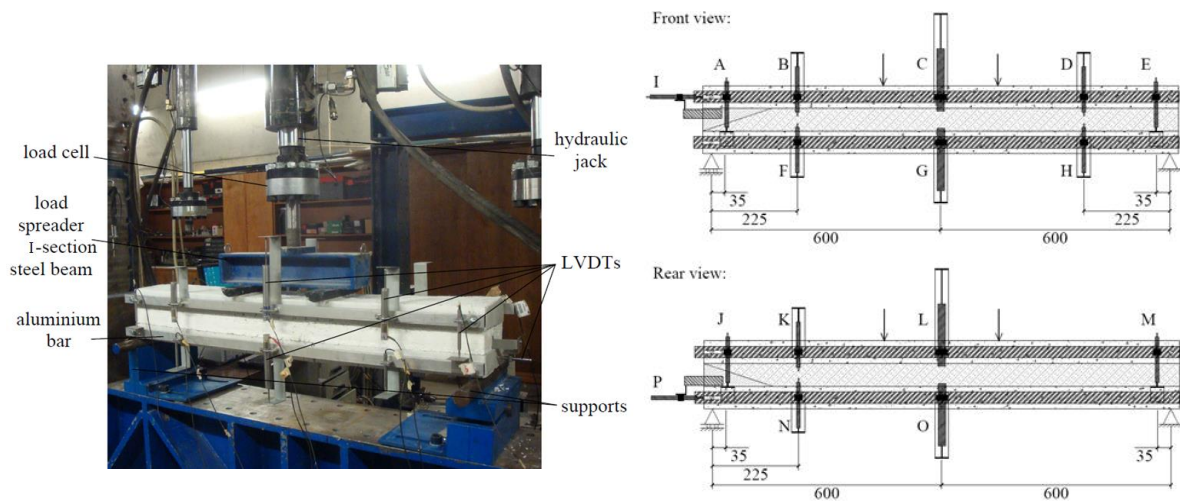 load cell
load
spreader
I-section
steel beam
aluminium
bar
hydraulic
jack
LVDTs
supports
Front view:
A
B
C
D
E
I
F
G
H
35
35
225
225
600
600
Rear view:
J
K
L
M
P
N
O
35
35
225
600
600